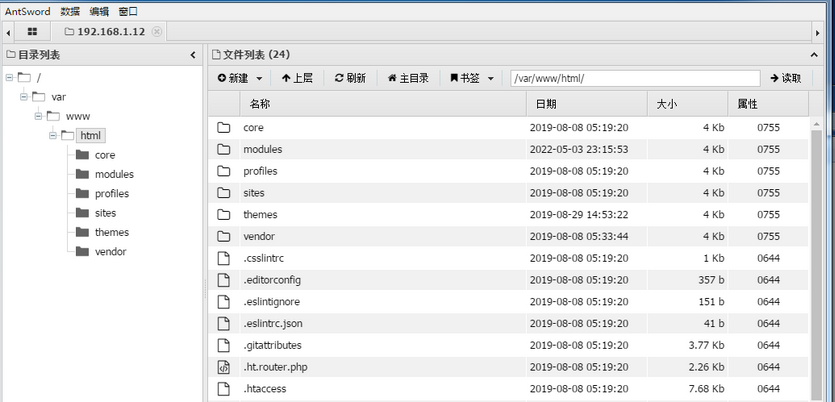 AntSword 数据 编辑 窗口
192.168.1.12
目录列表
文件列表 (24)
新建 上层 刷新 主目录 书签 /var/www/html/ 读取
/
var
www
html
core
modules
profiles
sites
themes
vendor
名称 日期 大小 属性
core 2019-08-08 05:19:20 4 Kb 0755
modules 2022-05-03 23:15:53 4 Kb 0755
profiles 2019-08-08 05:19:20 4 Kb 0755
sites 2019-08-08 05:19:20 4 Kb 0755
themes 2019-08-29 14:53:22 4 Kb 0755
vendor 2019-08-08 05:33:44 4 Kb 0755
.csslintrc 2019-08-08 05:19:20 1 Kb 0644
.editorconfig 2019-08-08 05:19:20 357 b 0644
.eslintignore 2019-08-08 05:19:20 151 b 0644
.eslintrc.json 2019-08-08 05:19:20 41 b 0644
.gitattributes 2019-08-08 05:19:20 3.77 Kb 0644
.ht.router.php 2019-08-08 05:19:20 2.26 Kb 0644
.htaccess 2019-08-08 05:19:20 7.68 Kb 0644